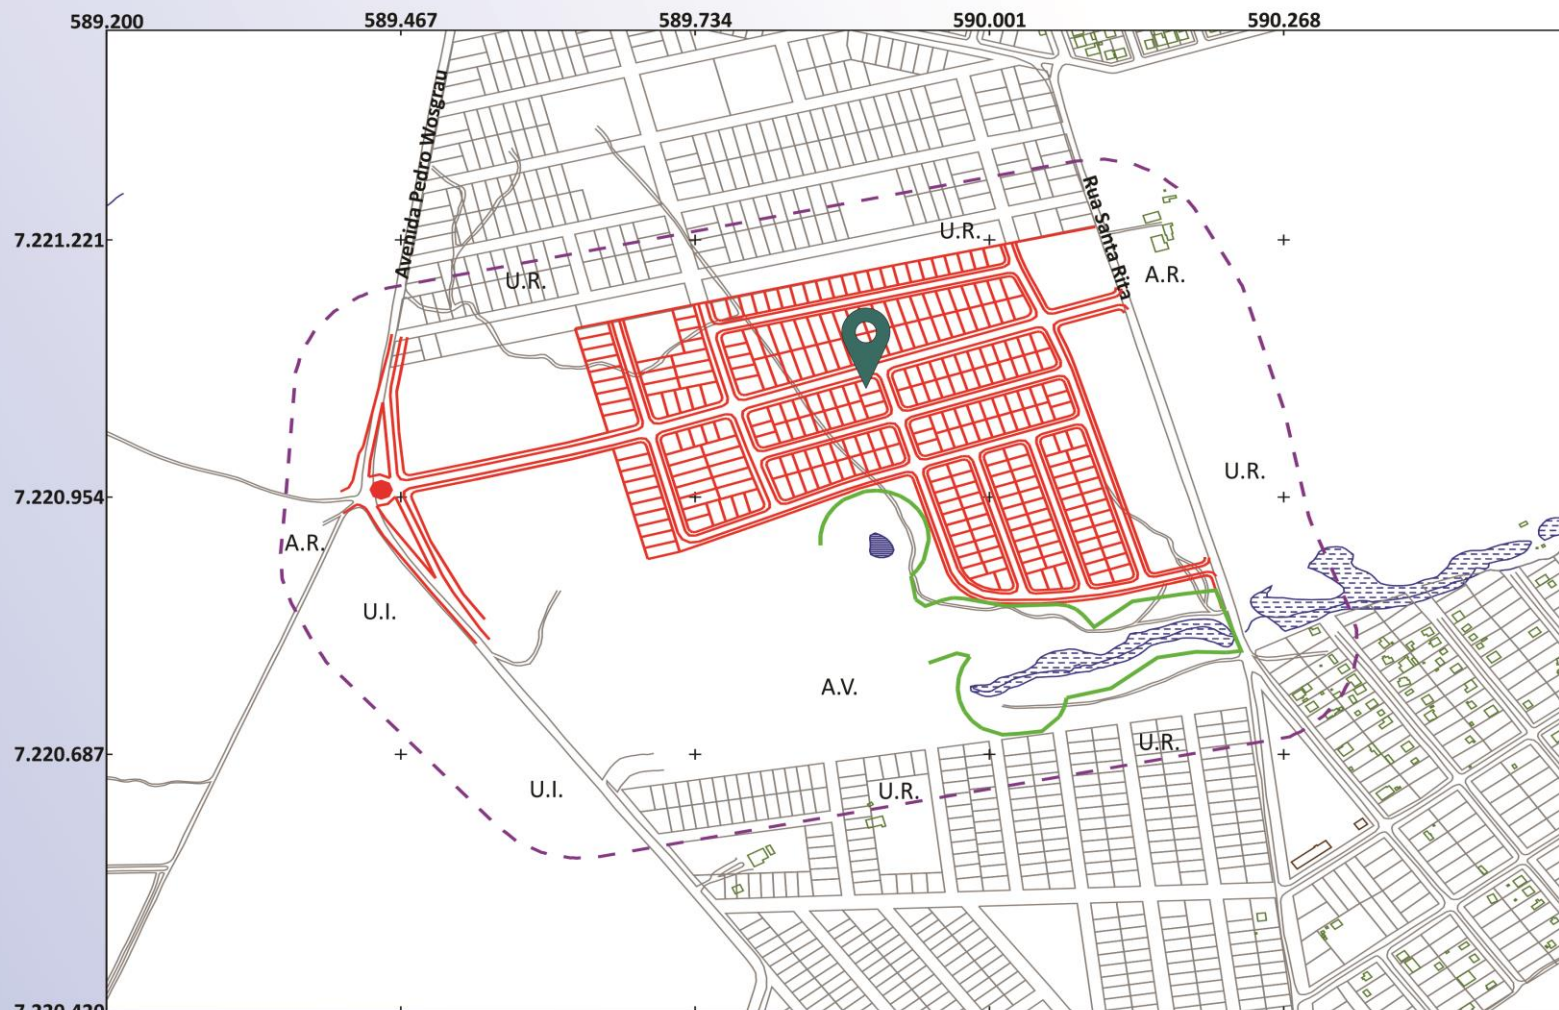 589.200 589.467 589.734 590.001 590.268
Avenida Pedro Wosgrau
Rua Santa Rita
7.221.221
U.R.
U.R.
A.R.
U.R.
7.220.954
A.R.
U.I.
A.V.
U.R.
7.220.687
U.I.
U.R.